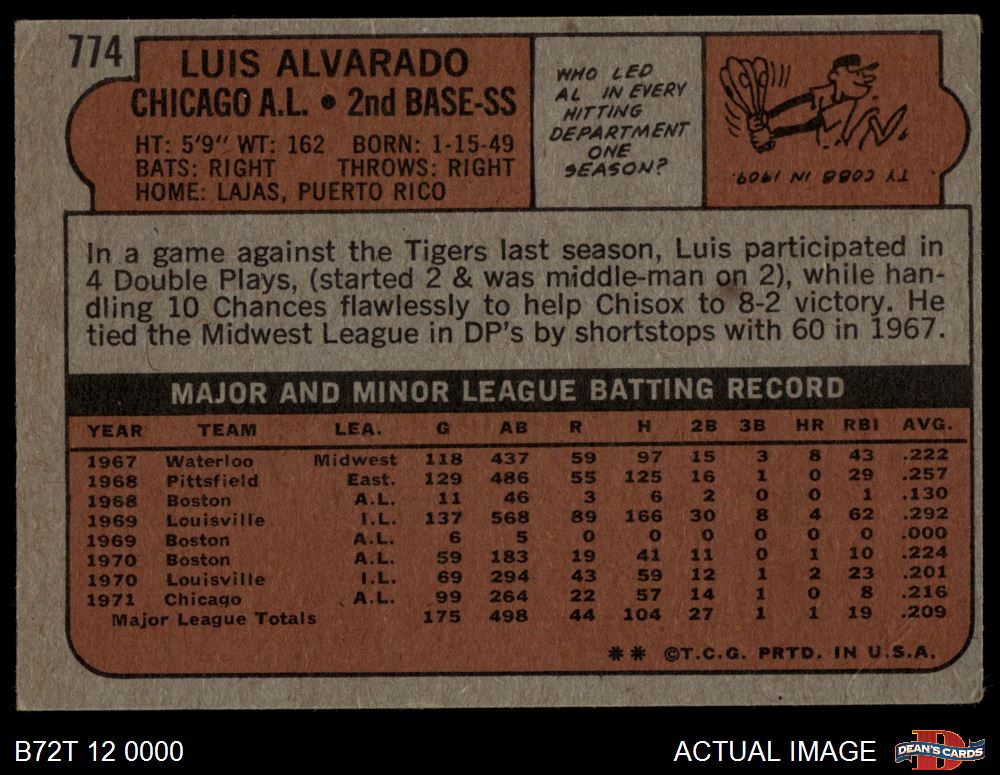 774
LUIS ALVARADO
CHICAGO A.L. • 2nd BASE-SS
HT: 5'9" WT: 162 BORN: 1-15-49
BATS: RIGHT THROWS: RIGHT
HOME: LAJAS, PUERTO RICO
WHO LED
AL IN EVERY
HITTING
DEPARTMENT
ONE
SEASON?
TY COBB IN 1909.
In a game against the Tigers last season, Luis participated in
4 Double Plays, (started 2 & was middle-man on 2), while han-
dling 10 Chances flawlessly to help Chisox to 8-2 victory. He
tied the Midwest League in DP's by shortstops with 60 in 1967.
MAJOR AND MINOR LEAGUE BATTING RECORD
YEAR TEAM LEA. G AB R H 2B 3B HR RBI AVG.
1967 Waterloo Midwest 118 437 59 97 15 3 8 43 .222
1968 Pittsfield East. 129 486 55 125 16 1 0 29 .257
1968 Boston A.L. 11 46 3 6 2 0 0 1 .130
1969 Louisville I.L. 137 568 89 166 30 8 4 62 .292
1969 Boston A.L. 6 5 0 0 0 0 0 0 .000
1970 Boston A.L. 59 183 19 41 11 0 1 10 .224
1970 Louisville I.L. 69 294 43 59 12 1 2 23 .201
1971 Chicago A.L. 99 264 22 57 14 1 0 8 .216
Major League Totals 175 498 44 104 27 1 1 19 .209
** ©T.C.G. PRTD. IN U.S.A.
B72T 12 0000
ACTUAL IMAGE
D
DEAN'S CARDS